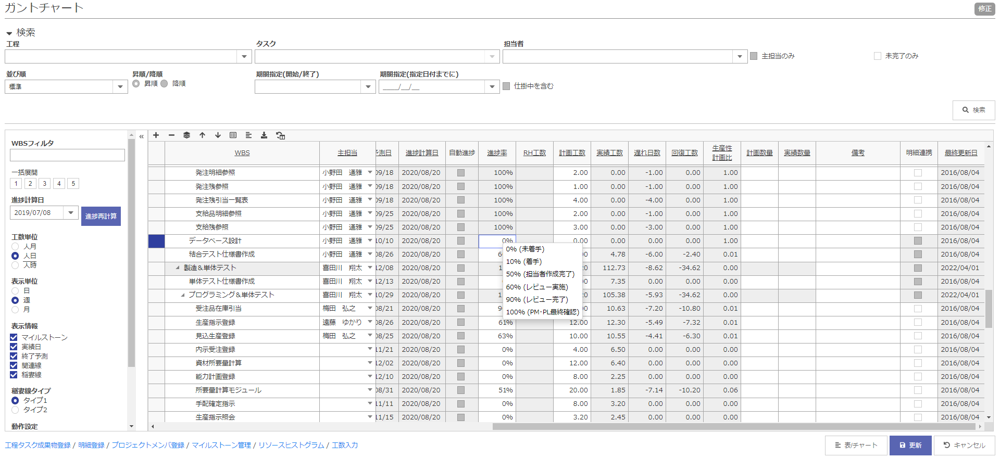 ガントチャート
修正
検索
工程 タスク 担当者
主担当のみ 未完了のみ
並び順 昇順/降順 期間指定(開始/終了) 期間指定(指定日付までに)
標準 昇順 降順 ____/__/__ 仕掛中を含む
検索
WBSフィルタ
一括展開
1 2 3 4 5
進捗計算日
2019/07/08 進捗再計算
工数単位
人月
人日
人時
表示単位
日
週
月
表示情報
マイルストーン
実績日
終了予測
関連線
稲妻線
稲妻線タイプ
タイプ1
タイプ2
動作設定
«
WBS 主担当 予測日 進捗計算日 自動進捗 進捗率 RH工数 計画工数 実績工数 遅れ日数 回復工数 生産性計画比 計画数量 実績数量 備考 明細連携 最終更新日
発注明細参照 小野田 通雅 09/18 2020/08/20 100% 2.00 0.00 -1.00 0.00 1.00 2016/08/04
発注残参照 小野田 通雅 09/18 2020/08/20 100% 1.00 0.00 -1.00 0.00 1.00 2016/08/04
発注残引当一覧表 小野田 通雅 09/18 2020/08/20 100% 4.00 0.00 -4.00 0.00 1.00 2016/08/04
支給品明細参照 小野田 通雅 09/25 2020/08/20 100% 2.00 0.00 -1.00 0.00 1.00 2016/08/04
支給残参照 小野田 通雅 09/25 2020/08/20 100% 3.00 0.00 -3.00 0.00 1.00 2016/08/04
データベース設計 小野田 通雅 10/10 2020/08/20 0% 0.00 0.00 0.00 0.00 1.00 2016/08/04
結合テスト仕様書作成 小野田 通雅 08/26 2020/08/20 4.78 -6.00 -2.40 0.01 2016/08/04
製造&単体テスト 喜田川 翔太 12/08 2020/08/20 112.73 -8.62 -34.62 0.00 2022/04/01
単体テスト仕様書作成 喜田川 翔太 12/13 2020/08/20 7.35 0.00 0.00 0.00 2016/08/04
プログラミング&単体テスト 喜田川 翔太 10/29 2020/08/20 105.38 -5.93 -34.62 0.00 2022/04/01
受注品在庫引当 梅田 弘之 08/21 2020/08/20 10.63 -7.20 -10.80 0.01 2016/08/04
生産指示登録 遠藤 ゆかり 08/26 2020/08/20 61% 12.00 12.30 -5.49 -7.32 0.01 2016/08/04
見込生産登録 梅田 弘之 08/25 2020/08/20 63% 10.00 10.55 -4.41 -6.30 0.01 2016/08/04
内示受注登録 11/21 2020/08/20 0% 4.00 6.50 0.00 0.00 0.00 2016/08/04
資材所要量計算 12/02 2020/08/20 0% 12.00 6.40 0.00 0.00 0.00 2016/08/04
能力計画登録 12/10 2020/08/20 0% 8.00 2.25 0.00 0.00 0.00 2016/08/04
所要量計算モジュール 08/31 2020/08/20 51% 20.00 1.85 -7.14 -10.20 0.06 2016/08/04
手配確定指示 11/11 2020/08/20 0% 8.00 3.20 0.00 0.00 0.00 2016/08/04
生産指示照会 11/15 2020/08/20 0% 3.20 2.45 0.00 0.00 0.00 2016/08/04
0% (未着手)
10% (着手)
50% (担当者作成完了)
60% (レビュー実施)
90% (レビュー完了)
100% (PM･PL最終確認)
工程タスク成果物登録 / 明細登録 / プロジェクトメンバ登録 / マイルストーン管理 / リソースヒストグラム / 工数入力
表/チャート 更新 キャンセル